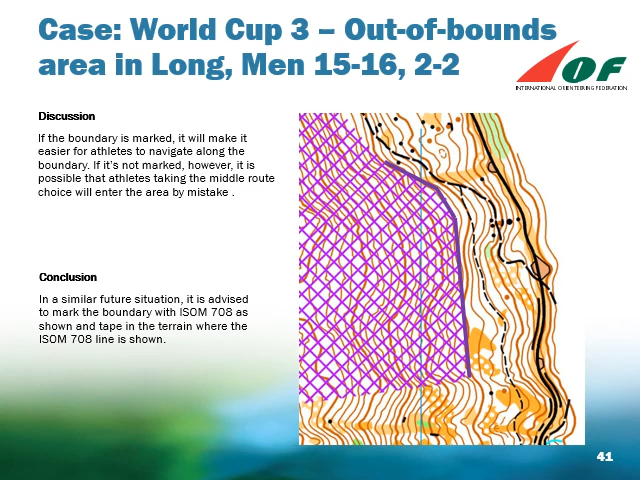 Case: World Cup 3 – Out-of-bounds
area in Long, Men 15-16, 2-2
IOF
INTERNATIONAL ORIENTEERING FEDERATION
Discussion
If the boundary is marked, it will make it
easier for athletes to navigate along the
boundary. If it’s not marked, however, it is
possible that athletes taking the middle route
choice will enter the area by mistake .
Conclusion
In a similar future situation, it is advised
to mark the boundary with ISOM 708 as
shown and tape in the terrain where the
ISOM 708 line is shown.
41